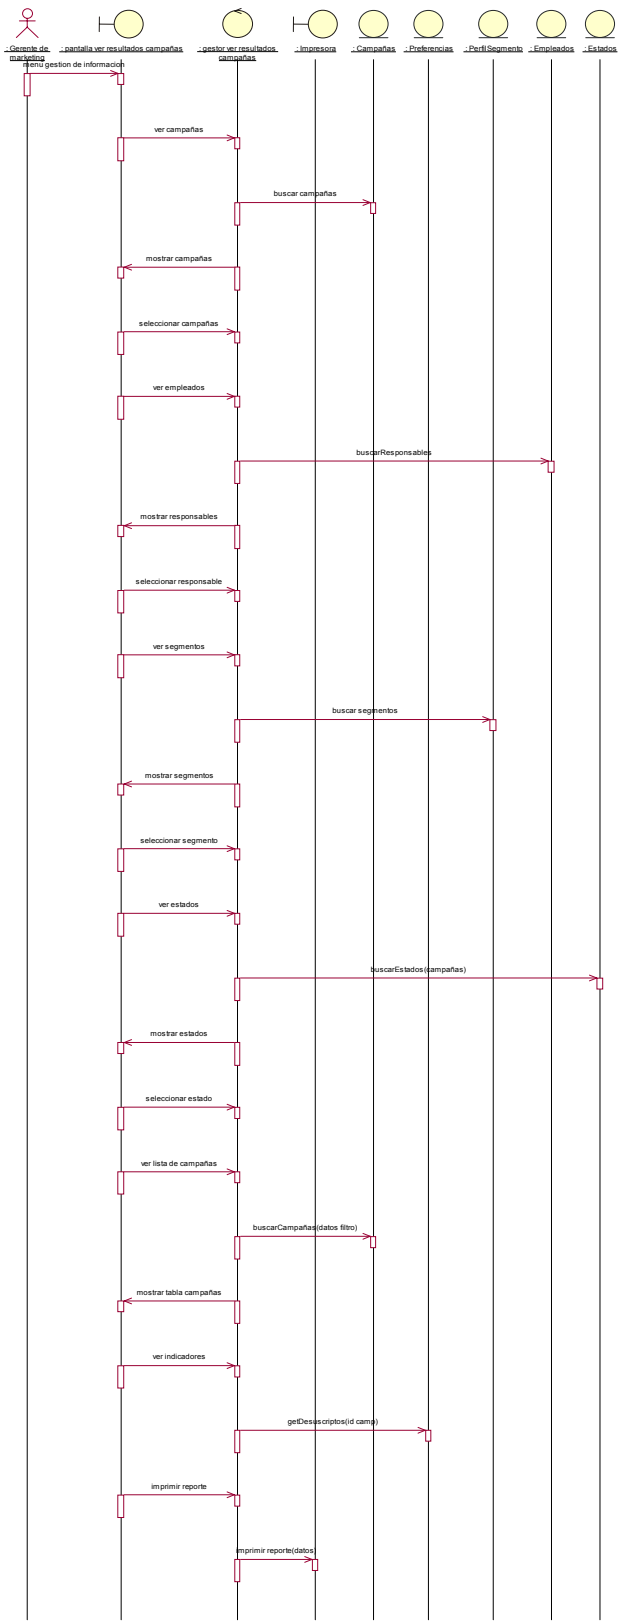 : Gerente de
marketing
: pantalla ver resultados campañas
: gestor ver resultados
campañas
: Impresora
: Campañas
: Preferencias
: PerfilSegmento
: Empleados
: Estados
menu gestion de informacion
ver campañas
buscar campañas
mostrar campañas
seleccionar campañas
ver empleados
buscarResponsables
mostrar responsables
seleccionar responsable
ver segmentos
buscar segmentos
mostrar segmentos
seleccionar segmento
ver estados
buscarEstados(campañas)
mostrar estados
seleccionar estado
ver lista de campañas
buscarCampañas(datos filtro)
mostrar tabla campañas
ver indicadores
getDesuscriptos(id camp)
imprimir reporte
imprimir reporte(datos)